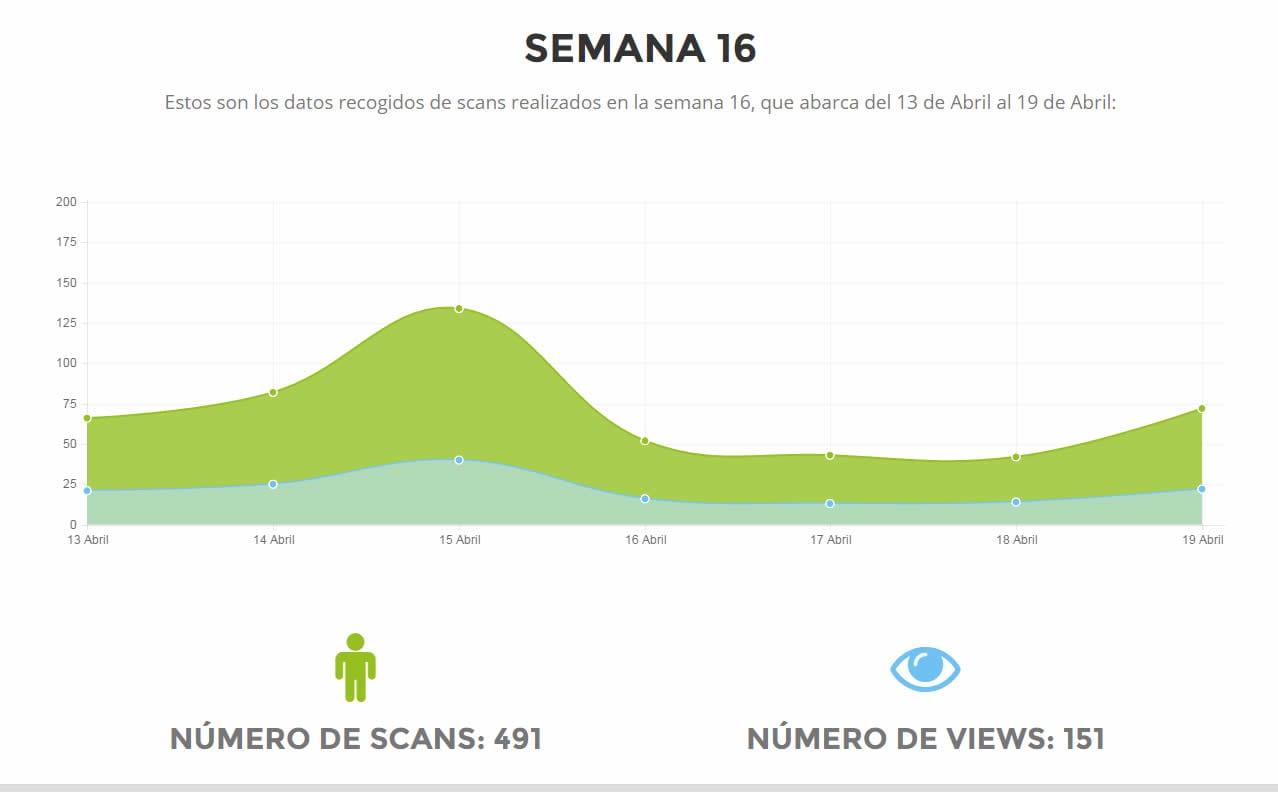 SEMANA 16
Estos son los datos recogidos de scans realizados en la semana 16, que abarca del 13 de Abril al 19 de Abril:
200
175
150
125
100
75
50
25
0
13 Abril 14 Abril 15 Abril 16 Abril 17 Abril 18 Abril 19 Abril
NÚMERO DE SCANS: 491 NÚMERO DE VIEWS: 151